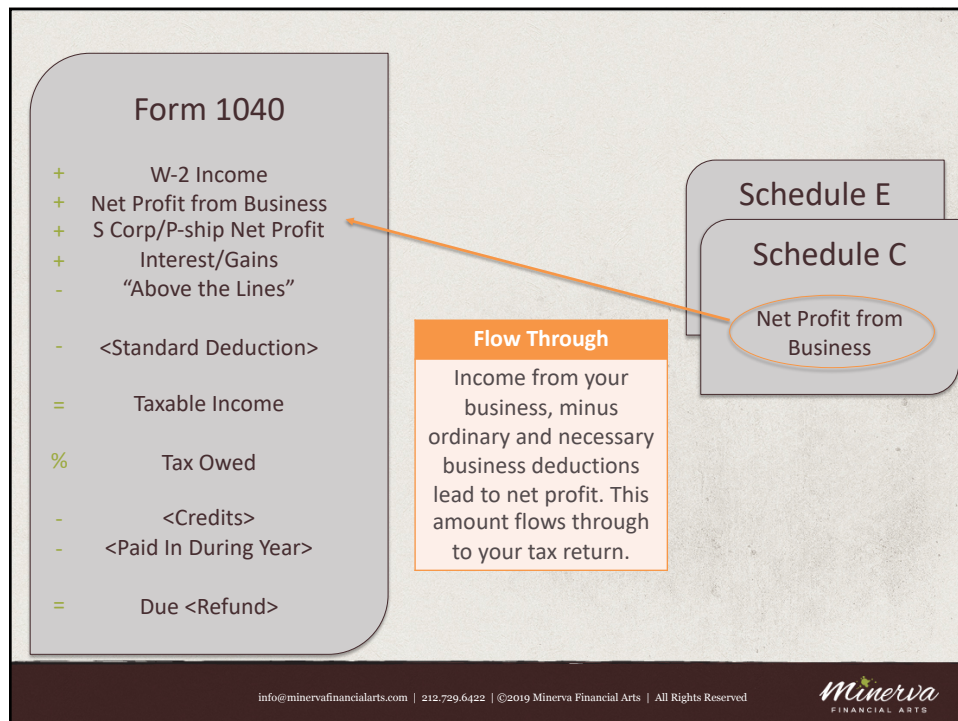 Form 1040
+ W-2 Income
+ Net Profit from Business
+ S Corp/P-ship Net Profit
+ Interest/Gains
- “Above the Lines”
- <Standard Deduction>
= Taxable Income
% Tax Owed
- <Credits>
- <Paid In During Year>
= Due <Refund>
Flow Through
Income from your
business, minus
ordinary and necessary
business deductions
lead to net profit. This
amount flows through
to your tax return.
Schedule E
Schedule C
Net Profit from
Business
info@minervafinancialarts.com | 212.729.6422 | ©2019 Minerva Financial Arts | All Rights Reserved
Minerva
FINANCIAL ARTS